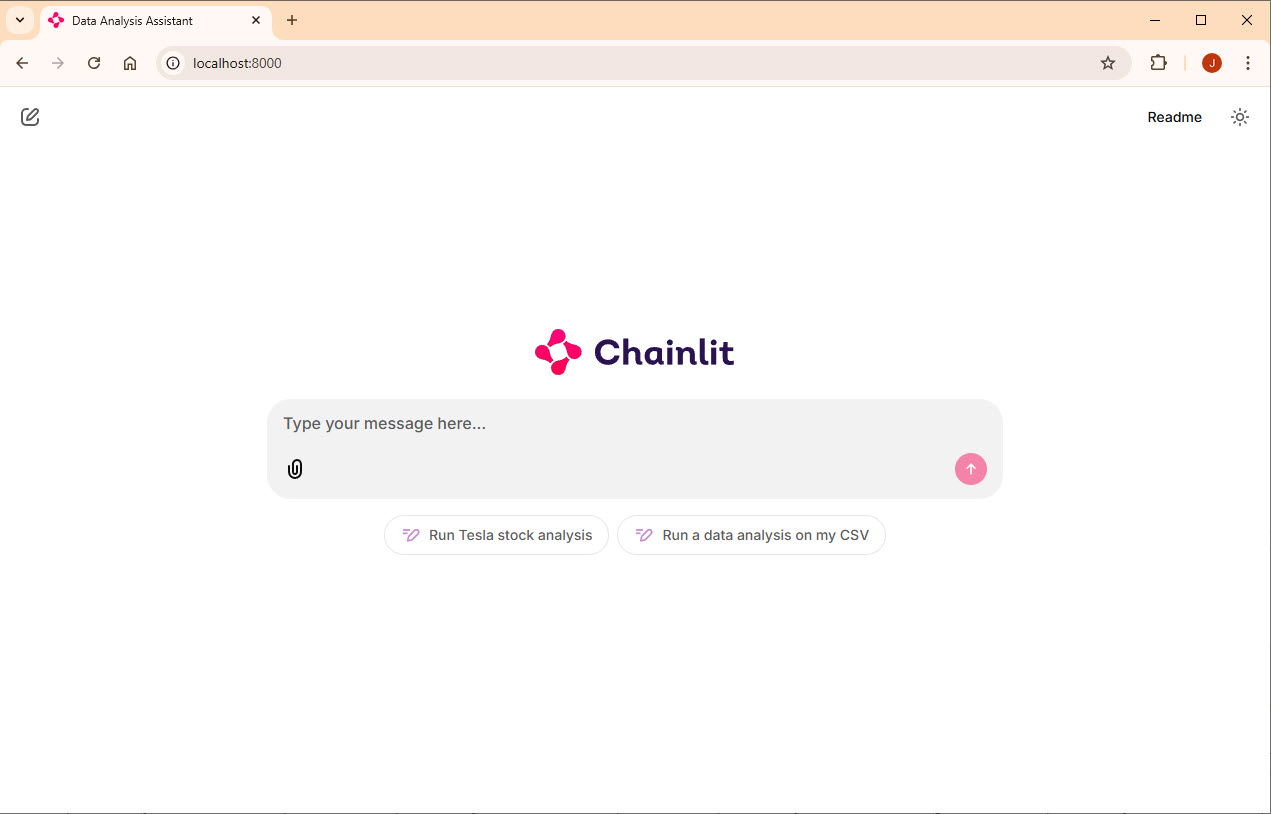 Data Analysis Assistant
localhost:8000
J
Readme
Chainlit
Type your message here...
Run Tesla stock analysis
Run a data analysis on my CSV